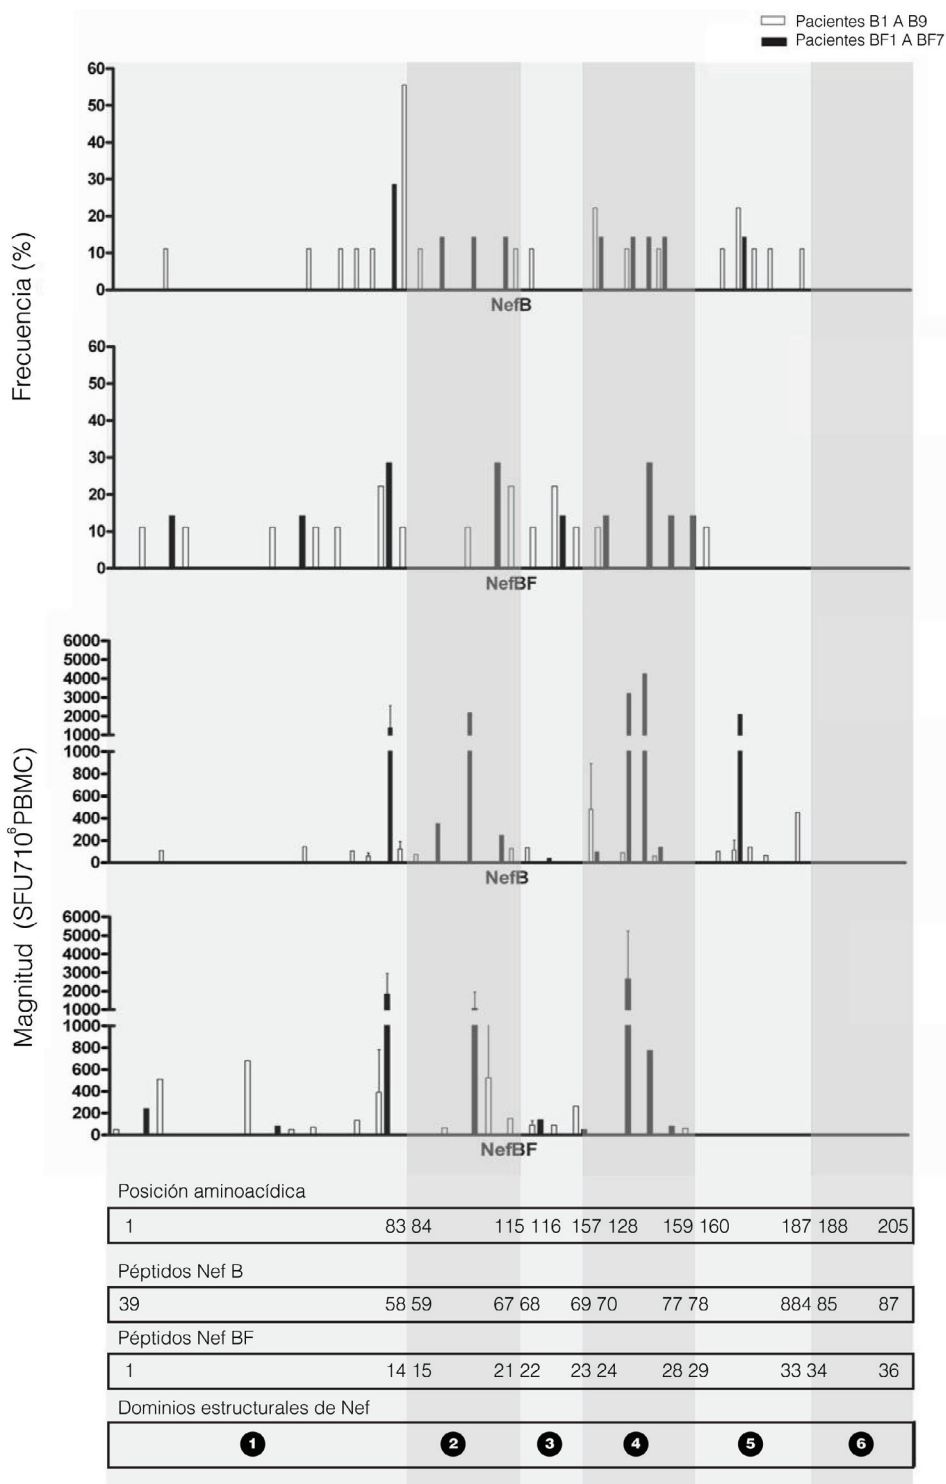 Pacientes B1 A B9
Pacientes BF1 A BF7
Frecuencia (%)
60
50
40
30
20
10
0
NefB
60
50
40
30
20
10
0
NefBF
Magnitud (SFU710⁶PBMC)
6000
5000
4000
3000
2000
1000
1000
800
600
400
200
0
NefB
6000
5000
4000
3000
2000
1000
1000
800
600
400
200
0
NefBF
Posición aminoacídica
1 83 84 115 116 157 128 159 160 187 188 205
Péptidos Nef B
39 58 59 67 68 69 70 77 78 884 85 87
Péptidos Nef BF
1 14 15 21 22 23 24 28 29 33 34 36
Dominios estructurales de Nef
1 2 3 4 5 6